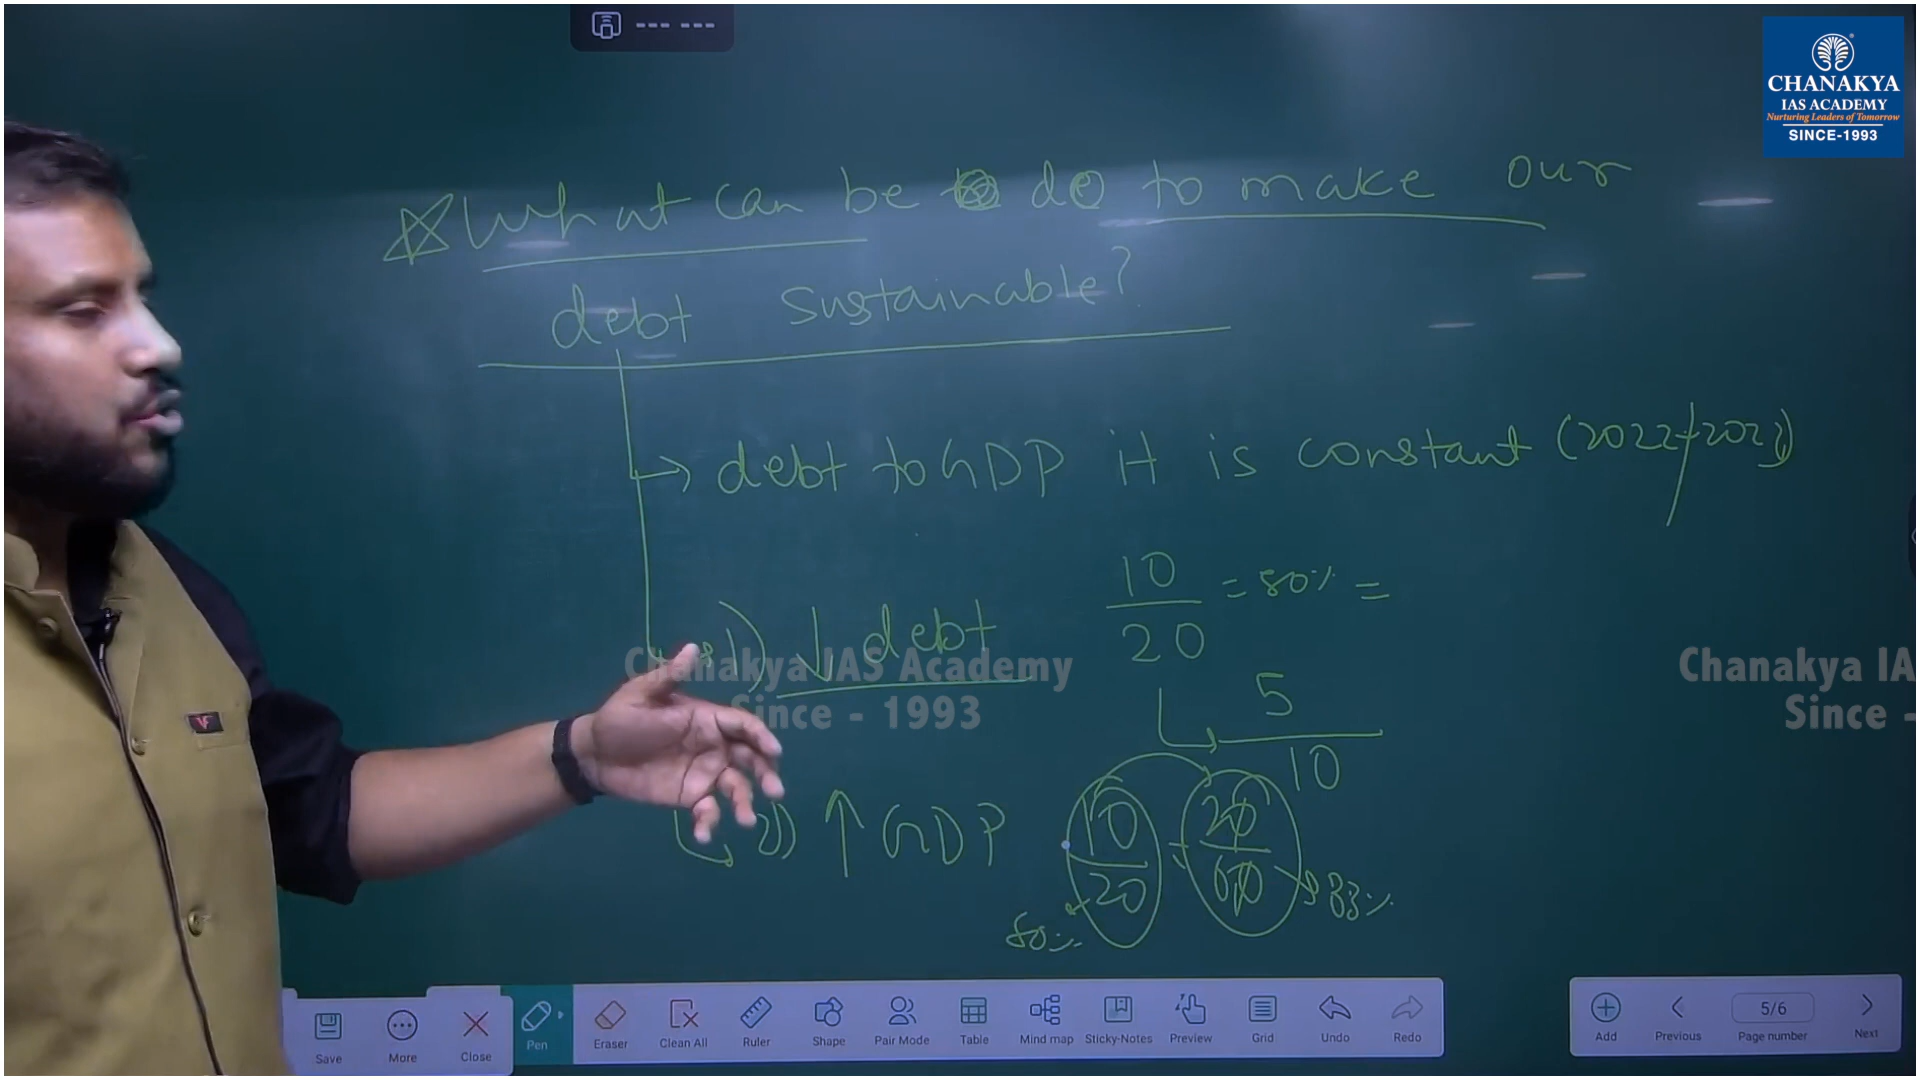 CHANAKYA
IAS ACADEMY
Nurturing Leaders of Tomorrow
SINCE-1993
What can be do to make our
debt sustainable?
→ debt to GDP it is constant (2022-2023)
1) ↓ debt
10/20 = 50% =
5/10
2) ↑ GDP
10/20
20/60
50%
33%
Chanakya IAS Academy
Since - 1993
Chanakya IA
Since -
Save
More
Close
Pen
Eraser
Clean All
Ruler
Shape
Pair Mode
Table
Mind map
Sticky-Notes
Preview
Grid
Undo
Redo
Add
Previous
5/6
Page number
Next